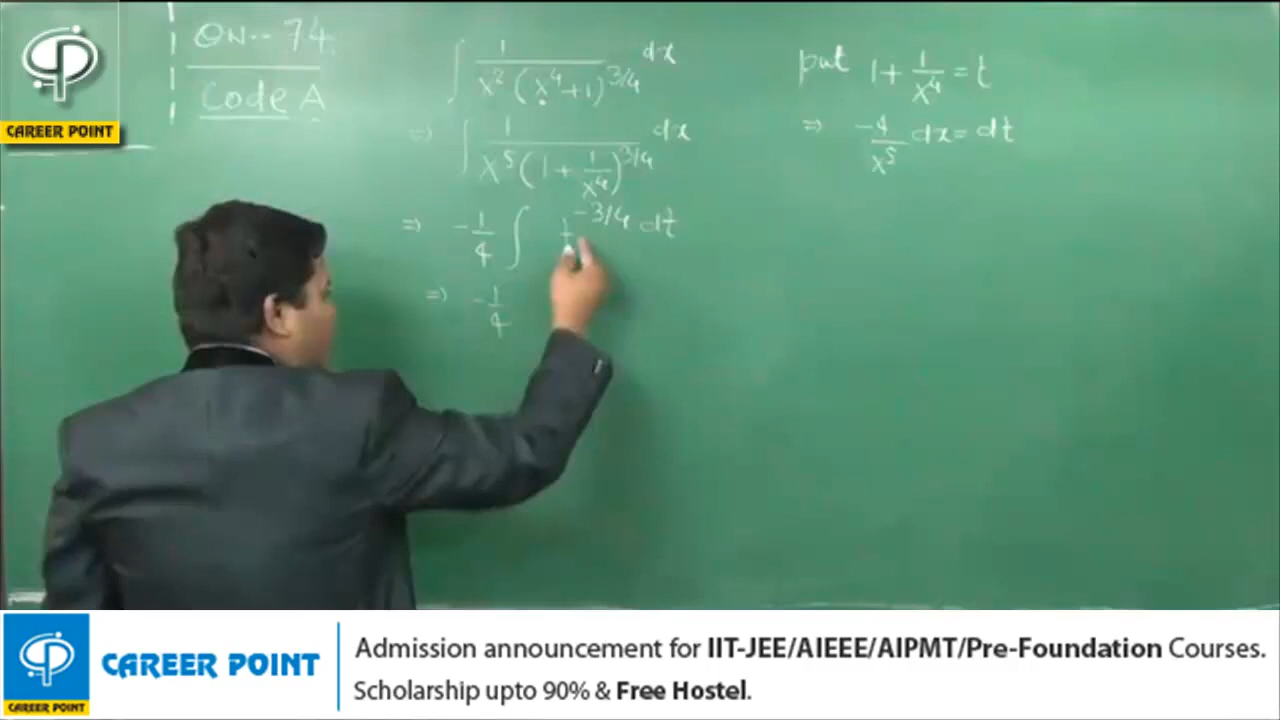 CAREER POINT
QN-- 74
Code A
∫ 1 / x² (x⁴+1)^3/4 dx
⇒ ∫ 1 / x⁵ (1 + 1/x⁴)^3/4 dx
⇒ -1/4 ∫ t^-3/4 dt
⇒ -1/4
put 1 + 1/x⁴ = t
⇒ -4/x⁵ dx = dt
CAREER POINT
CAREER POINT
Admission announcement for IIT-JEE/AIEEE/AIPMT/Pre-Foundation Courses.
Scholarship upto 90% & Free Hostel.